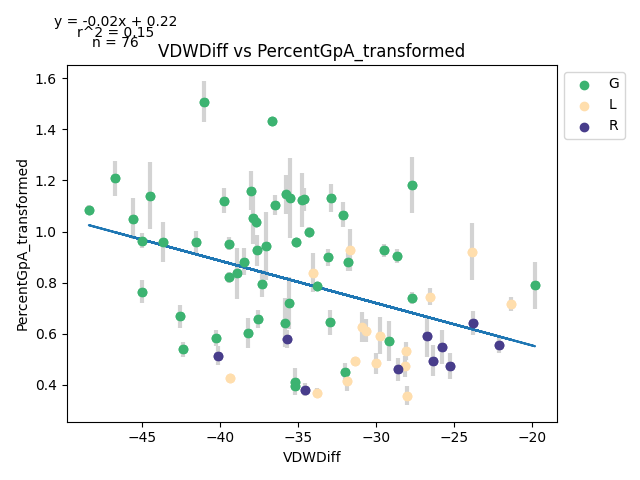 y = -0.02x + 0.22
r^2 = 0.15
n = 76
VDWDiff vs PercentGpA_transformed
G
L
R
PercentGpA_transformed
1.6
1.4
1.2
1.0
0.8
0.6
0.4
−45
−40
−35
−30
−25
−20
VDWDiff